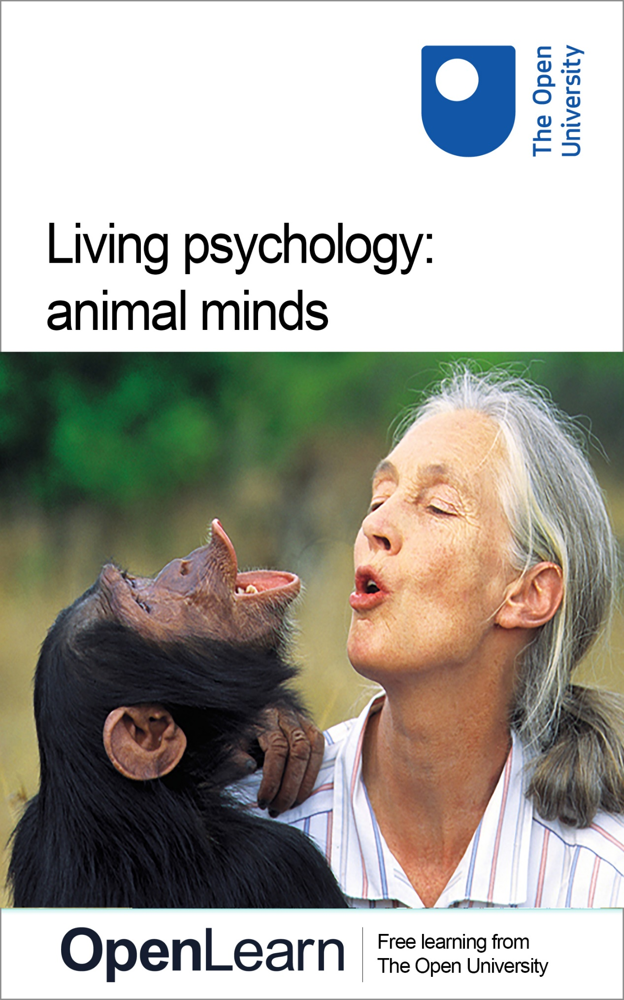 The Open
University
Living psychology:
animal minds
OpenLearn
Free learning from
The Open University